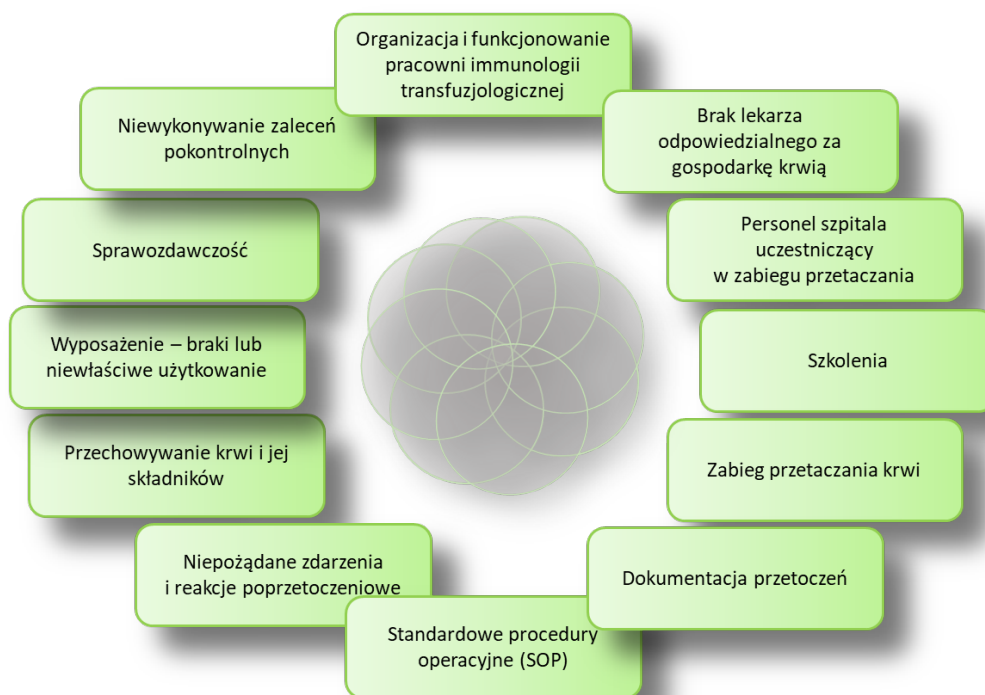 Organizacja i funkcjonowanie
pracowni immunologii
transfuzjologicznej
Brak lekarza
odpowiedzialnego za
gospodarkę krwią
Personel szpitala
uczestniczący
w zabiegu przetaczania
Szkolenia
Zabieg przetaczania krwi
Dokumentacja przetoczeń
Standardowe procedury
operacyjne (SOP)
Niepożądane zdarzenia
i reakcje poprzetoczeniowe
Przechowywanie krwi i jej
składników
Wyposażenie – braki lub
niewłaściwe użytkowanie
Sprawozdawczość
Niewykonywanie zaleceń
pokontrolnych